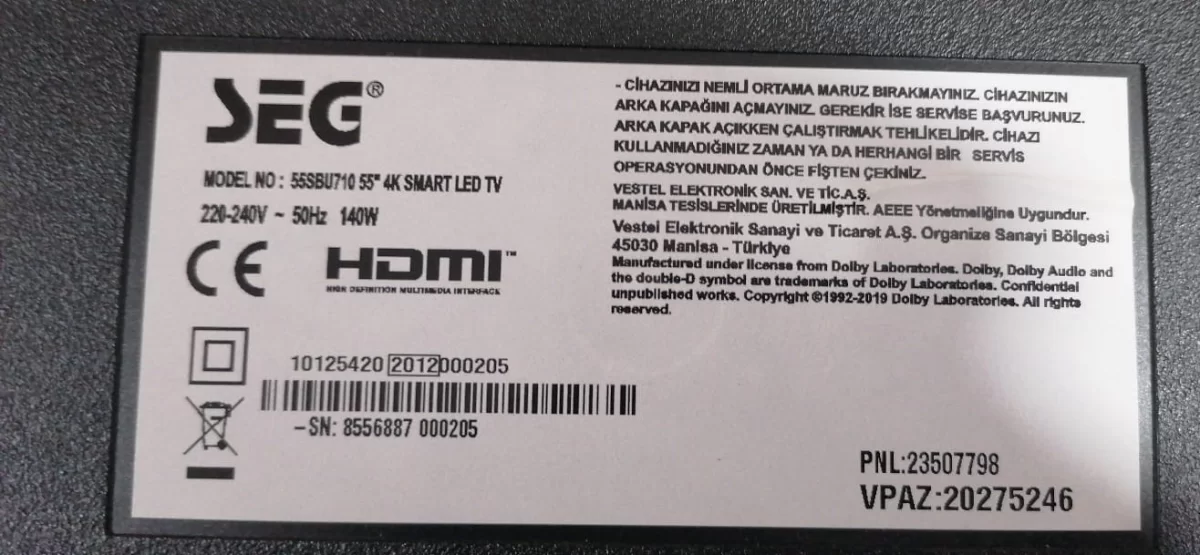 SEG®
MODEL NO : 55SBU710 55" 4K SMART LED TV
220-240V ~ 50Hz 140W
CE HDMI™
HIGH DEFINITION MULTIMEDIA INTERFACE
10125420 2012000205
-SN: 8556887 000205
- CİHAZINIZI NEMLİ ORTAMA MARUZ BIRAKMAYINIZ. CİHAZINIZIN
ARKA KAPAĞINI AÇMAYINIZ. GEREKİR İSE SERVİSE BAŞVURUNUZ.
ARKA KAPAK AÇIKKEN ÇALIŞTIRMAK TEHLİKELİDİR. CİHAZI
KULLANMADIĞINIZ ZAMAN YA DA HERHANGİ BİR SERVİS
OPERASYONUNDAN ÖNCE FİŞTEN ÇEKİNİZ.
VESTEL ELEKTRONİK SAN. VE TİC.A.Ş.
MANİSA TESİSLERİNDE ÜRETİLMİŞTİR. AEEE Yönetmeliğine Uygundur.
Vestel Elektronik Sanayi ve Ticaret A.Ş. Organize Sanayi Bölgesi
45030 Manisa - Türkiye
Manufactured under license from Dolby Laboratories. Dolby, Dolby Audio and
the double-D symbol are trademarks of Dolby Laboratories. Confidential
unpublished works. Copyright ©1992-2019 Dolby Laboratories. All rights
reserved.
PNL:23507798
VPAZ:20275246